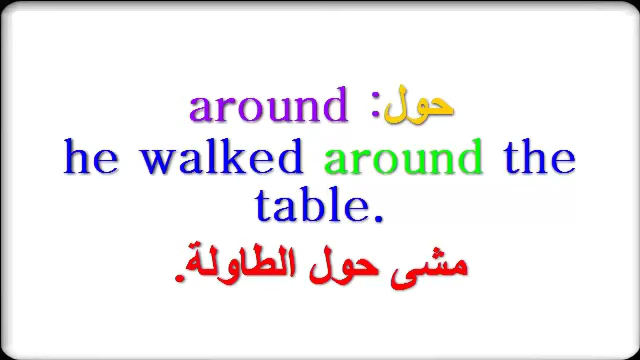 around :حول
he walked around the
table.
مشى حول الطاولة.